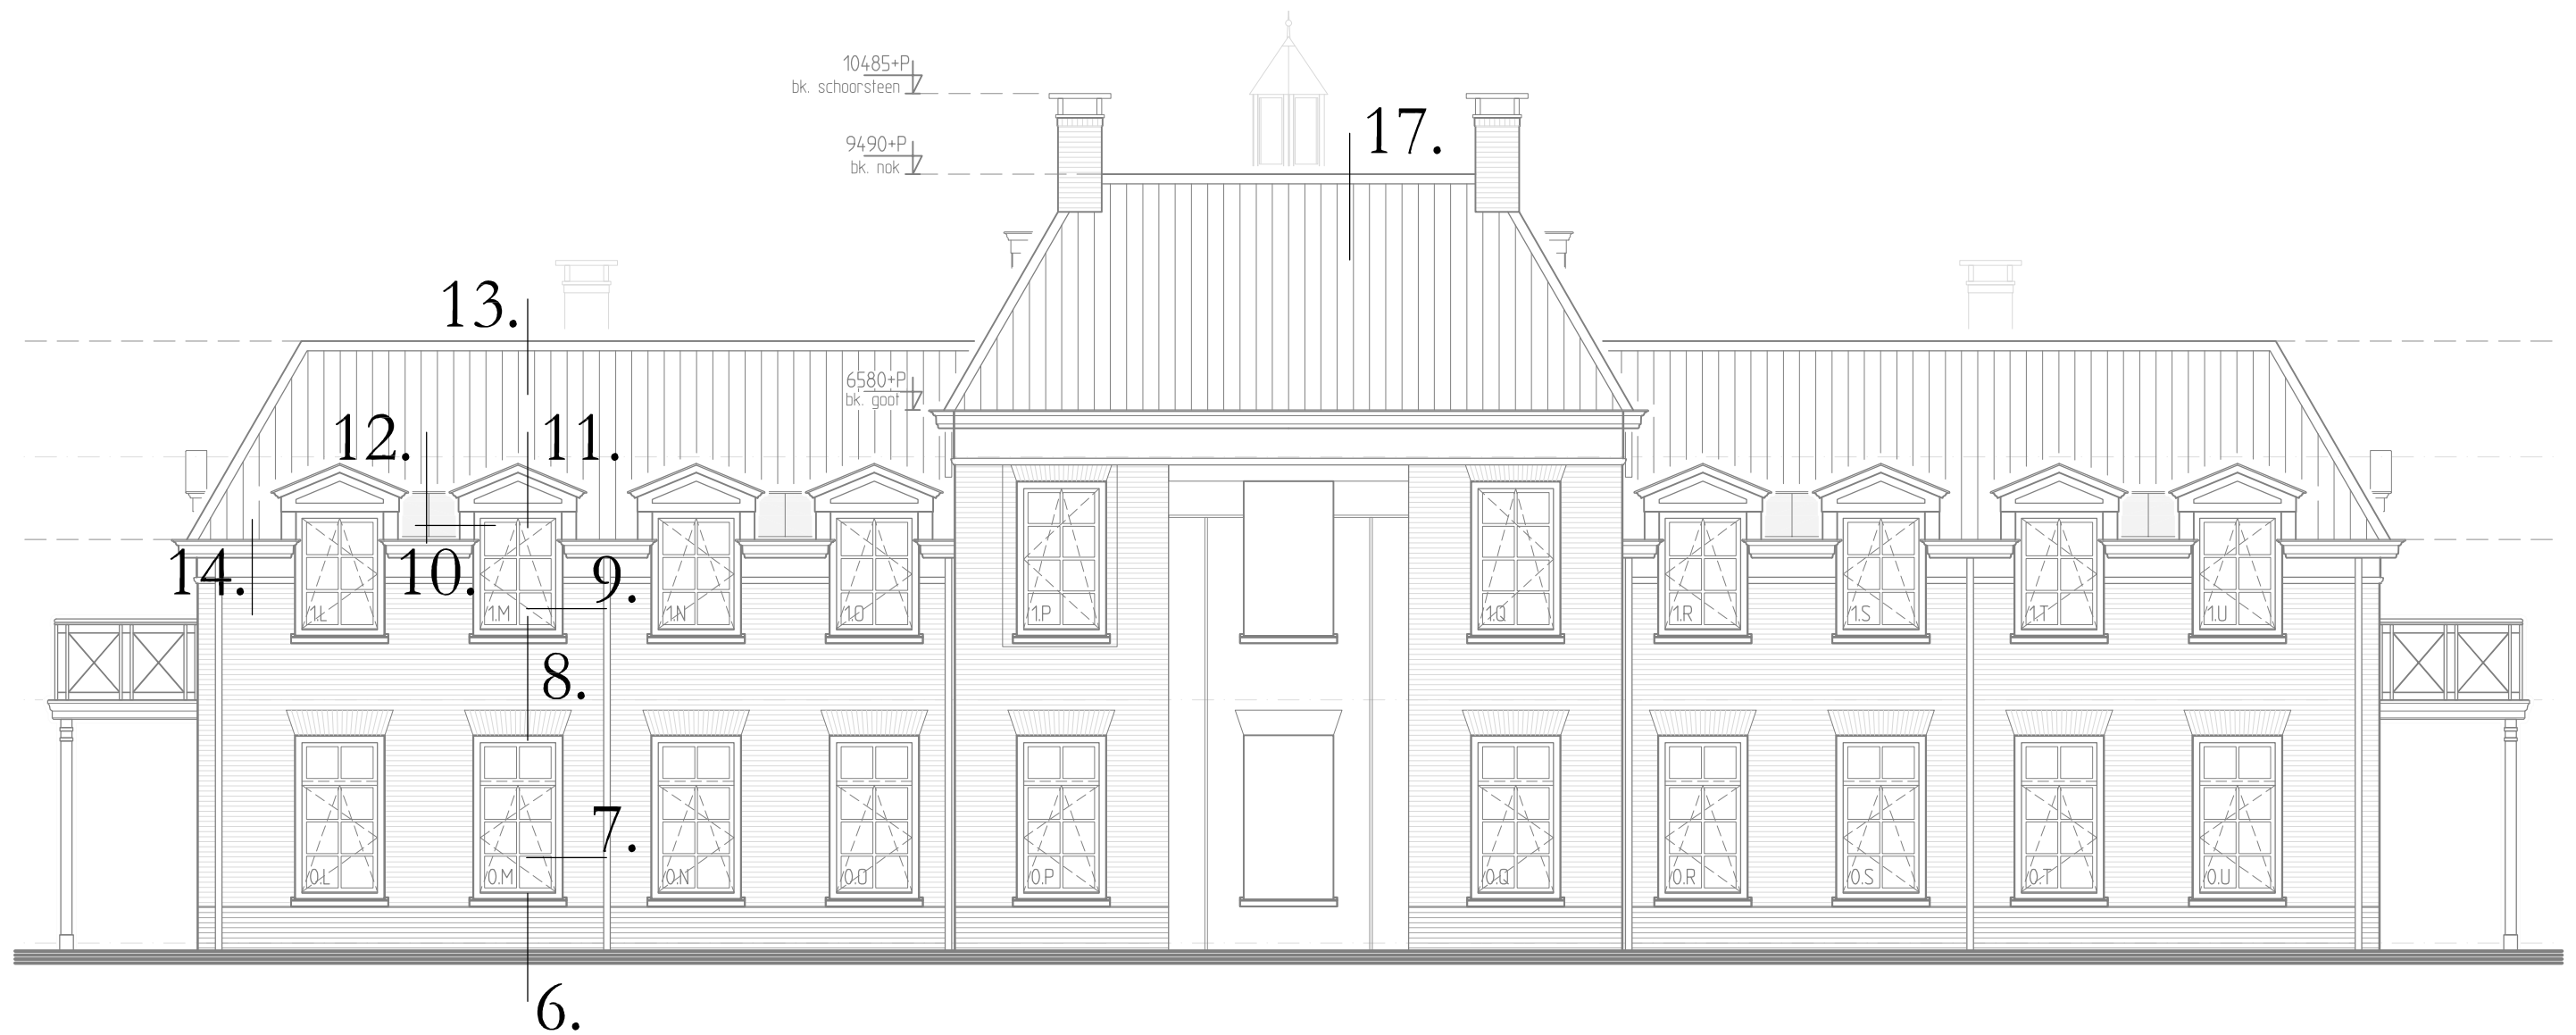 10485+P
bk. schoorsteen
17.
9490+P
bk. nok
13.
6580+P
bk. goot
12.
11.
14.
10.
9.
1.L
1.M
1.N
1.O
1.P
1.Q
1.R
1.S
1.T
1.U
8.
7.
0.L
0.M
0.N
0.O
0.P
0.Q
0.R
0.S
0.T
0.U
6.